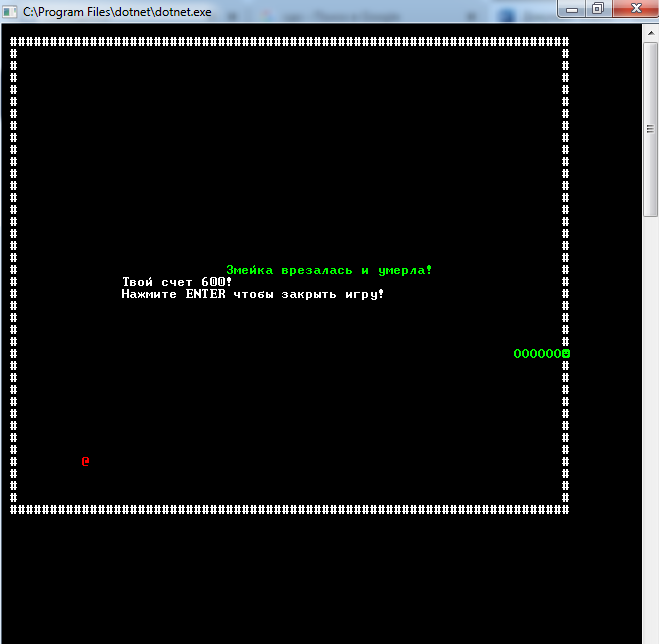 C:\Program Files\dotnet\dotnet.exe
Змейка врезалась и умерла!
Твой счет 600!
Нажмите ENTER чтобы закрыть игру!